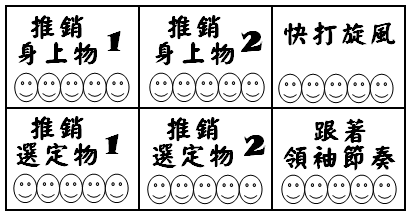 推銷
身上物 1
推銷
身上物 2
快打旋風
推銷
選定物 1
推銷
選定物 2
跟著
領袖節奏